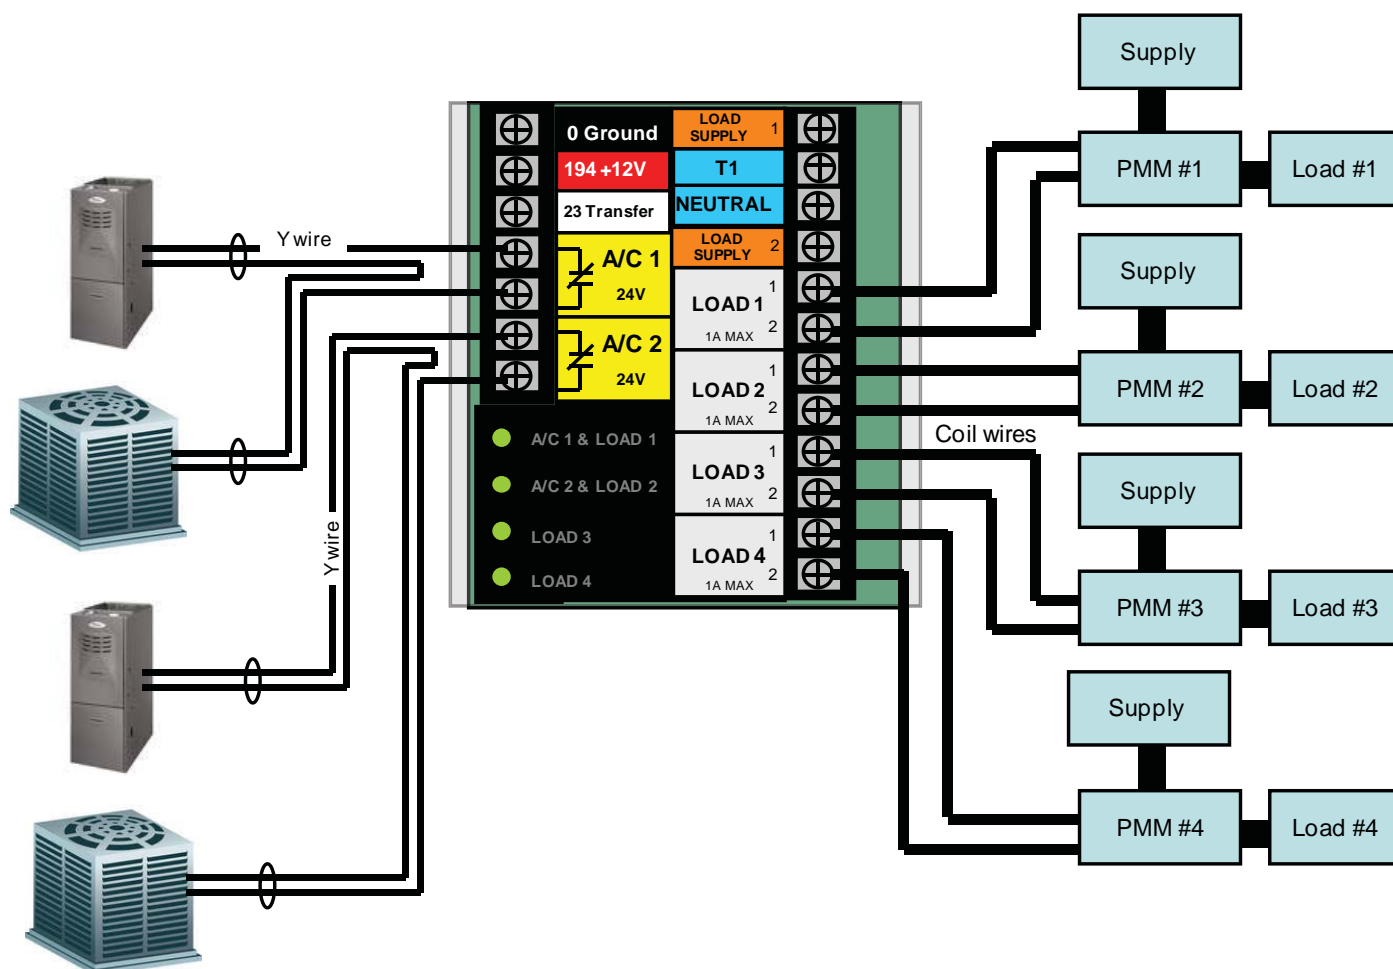 Supply
PMM #1
Load #1
Supply
PMM #2
Load #2
Coil wires
Supply
PMM #3
Load #3
Supply
PMM #4
Load #4
0 Ground
194 +12V
23 Transfer
A/C 1
24V
A/C 2
24V
LOAD
SUPPLY 1
T1
NEUTRAL
LOAD
SUPPLY 2
1
LOAD 1
2
1A MAX
1
LOAD 2
2
1A MAX
1
LOAD 3
2
1A MAX
1
LOAD 4
2
1A MAX
A/C 1 & LOAD 1
A/C 2 & LOAD 2
LOAD 3
LOAD 4
Y wire
Y wire